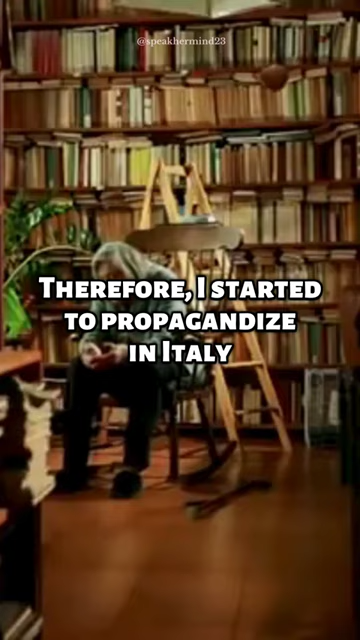 @speakhermind23
Therefore, I started
to propagandize
in Italy